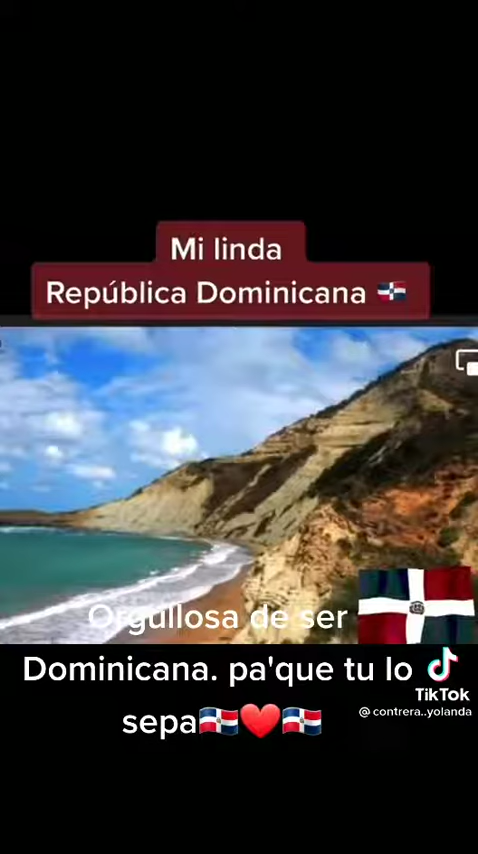 Mi linda
República Dominicana 🇩🇴
Orgullosa de ser
Dominicana. pa'que tu lo
sepa🇩🇴❤️🇩🇴
TikTok
@ contrera..yolanda